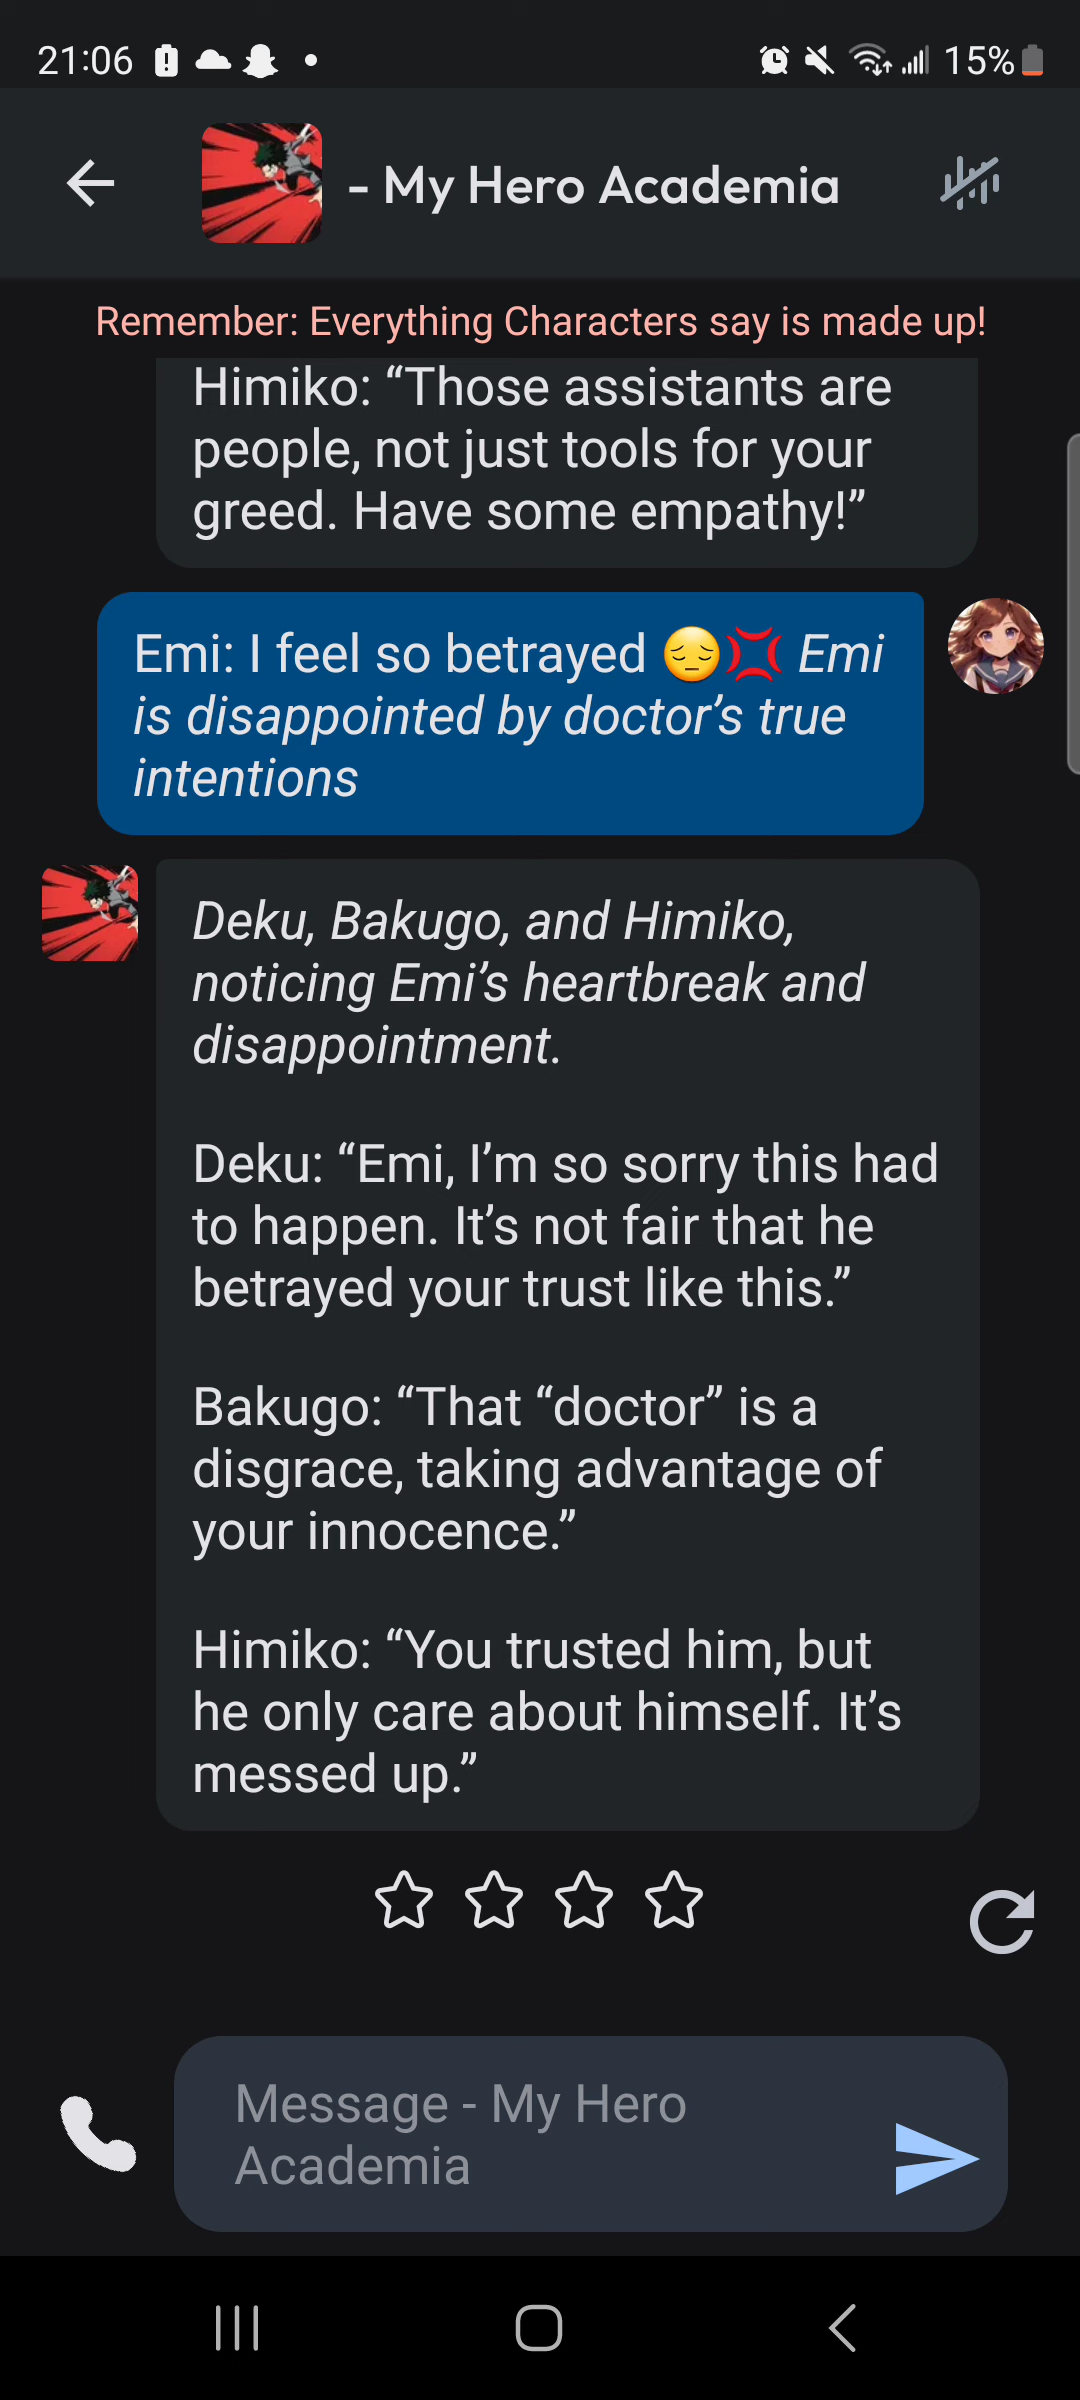 21:06
15%
- My Hero Academia
Remember: Everything Characters say is made up!
Himiko: “Those assistants are
people, not just tools for your
greed. Have some empathy!”
Emi: I feel so betrayed 😔💢 Emi
is disappointed by doctor’s true
intentions
Deku, Bakugo, and Himiko,
noticing Emi’s heartbreak and
disappointment.
Deku: “Emi, I’m so sorry this had
to happen. It’s not fair that he
betrayed your trust like this.”
Bakugo: “That “doctor” is a
disgrace, taking advantage of
your innocence.”
Himiko: “You trusted him, but
he only care about himself. It’s
messed up.”
Message - My Hero
Academia